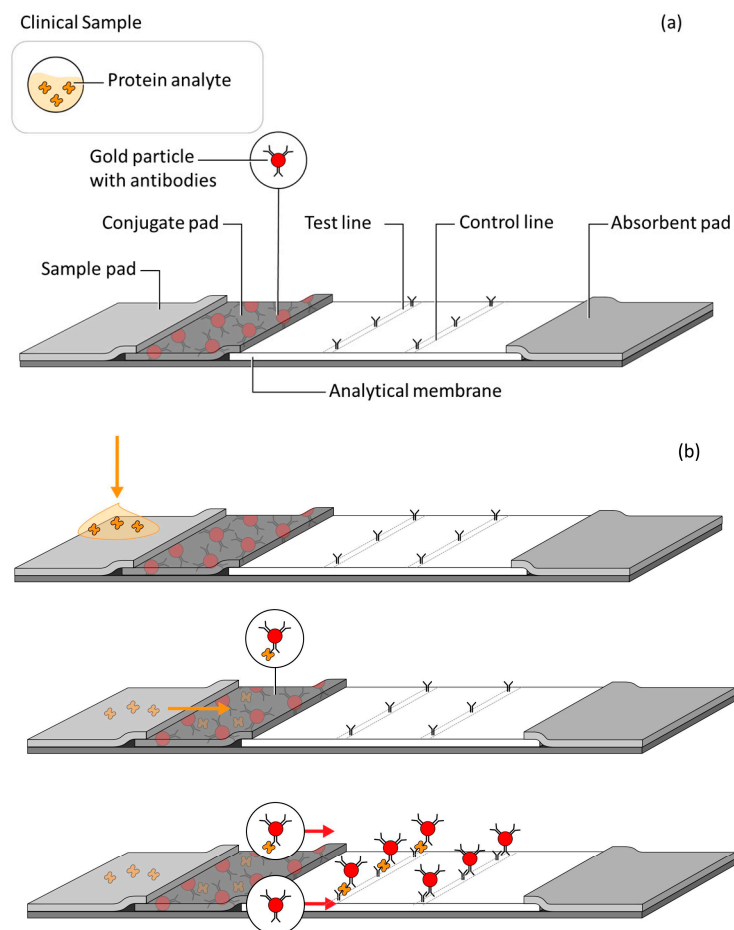 Clinical Sample
(a)
Protein analyte
Gold particle
with antibodies
Conjugate pad
Test line
Control line
Absorbent pad
Sample pad
Analytical membrane
(b)